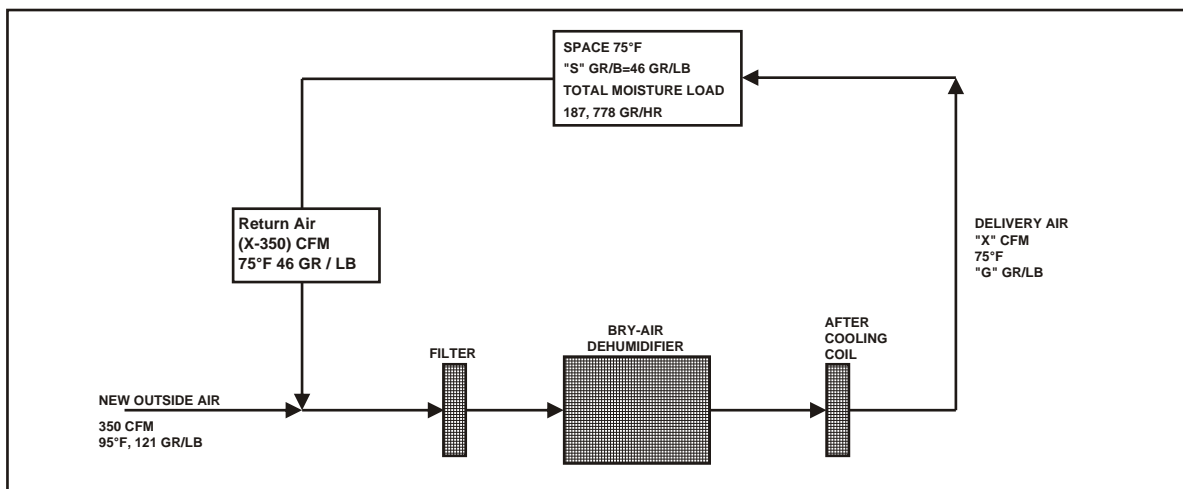 SPACE 75°F
"S" GR/B=46 GR/LB
TOTAL MOISTURE LOAD
187, 778 GR/HR
Return Air
(X-350) CFM
75°F 46 GR / LB
DELIVERY AIR
"X" CFM
75°F
"G" GR/LB
FILTER
BRY-AIR
DEHUMIDIFIER
AFTER
COOLING
COIL
NEW OUTSIDE AIR
350 CFM
95°F, 121 GR/LB